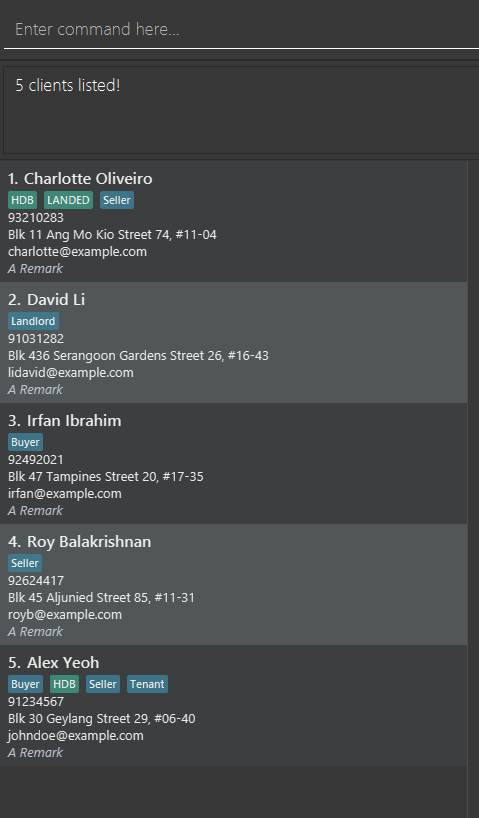 Enter command here...
5 clients listed!
1. Charlotte Oliveiro
HDB LANDED Seller
93210283
Blk 11 Ang Mo Kio Street 74, #11-04
charlotte@example.com
A Remark
2. David Li
Landlord
91031282
Blk 436 Serangoon Gardens Street 26, #16-43
lidavid@example.com
A Remark
3. Irfan Ibrahim
Buyer
92492021
Blk 47 Tampines Street 20, #17-35
irfan@example.com
A Remark
4. Roy Balakrishnan
Seller
92624417
Blk 45 Aljunied Street 85, #11-31
royb@example.com
A Remark
5. Alex Yeoh
Buyer HDB Seller Tenant
91234567
Blk 30 Geylang Street 29, #06-40
johndoe@example.com
A Remark